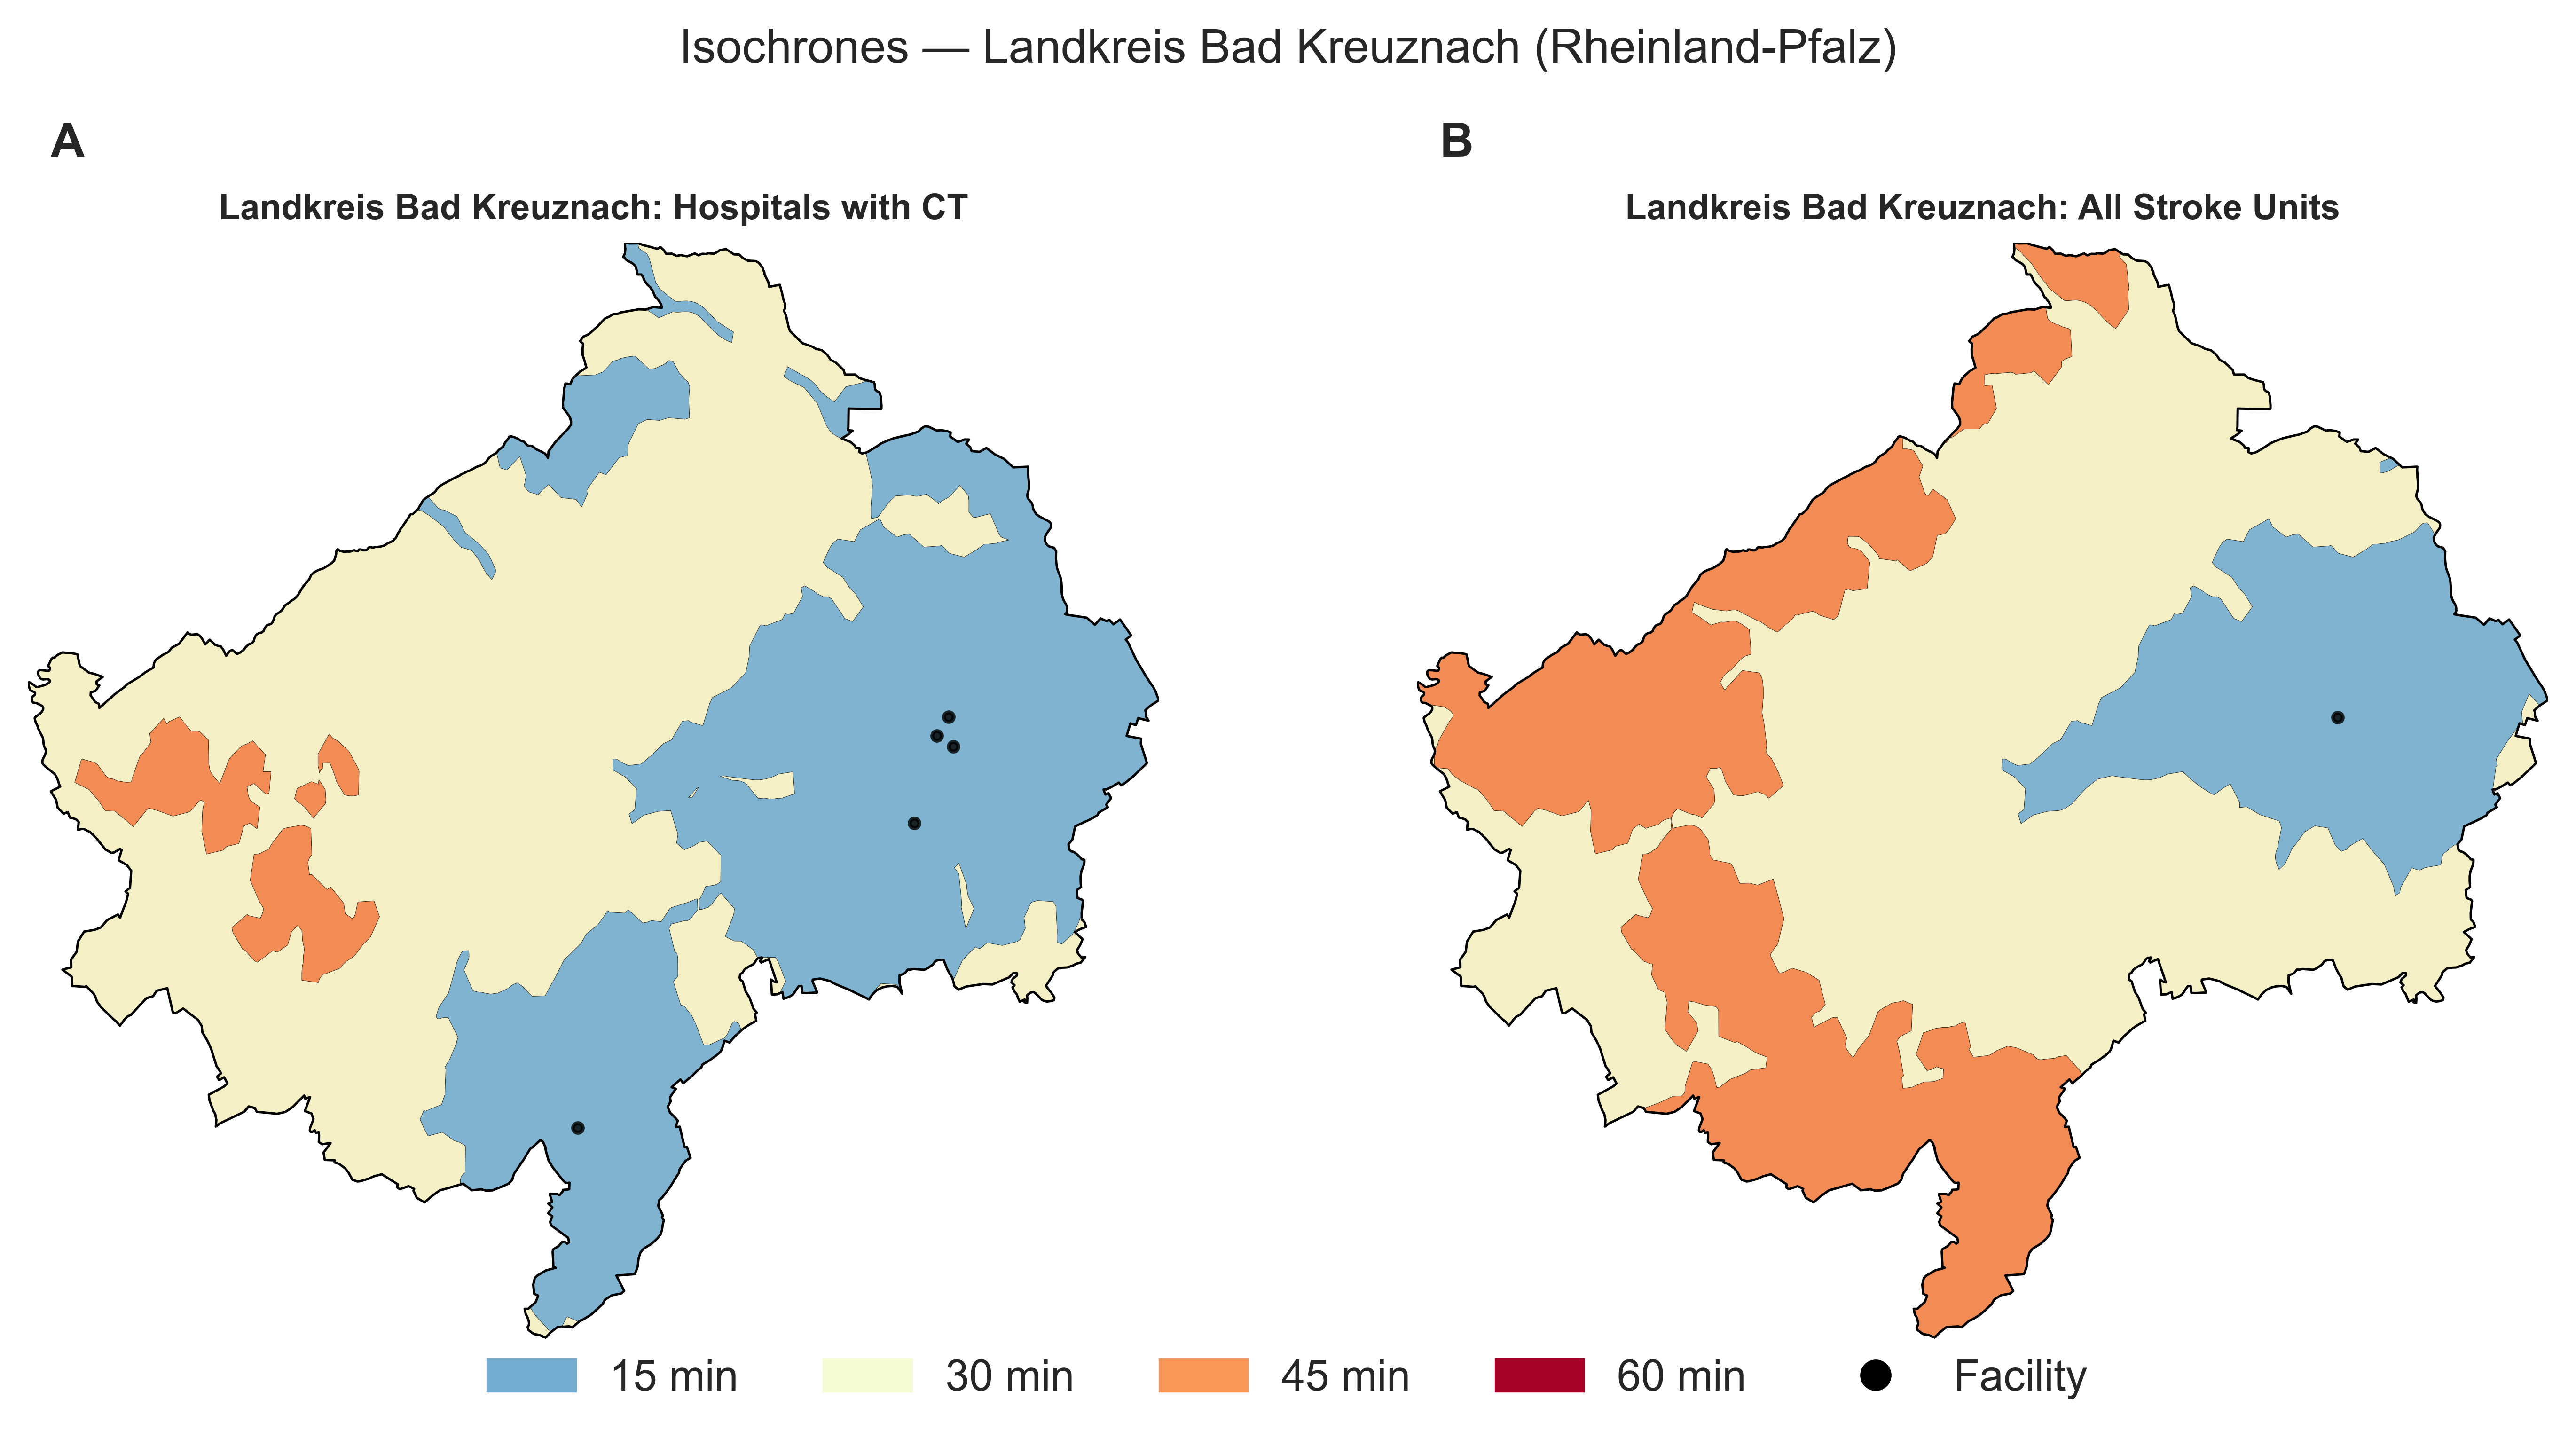 Isochrones — Landkreis Bad Kreuznach (Rheinland-Pfalz)
A
B
Landkreis Bad Kreuznach: Hospitals with CT
Landkreis Bad Kreuznach: All Stroke Units
15 min
30 min
45 min
60 min
Facility